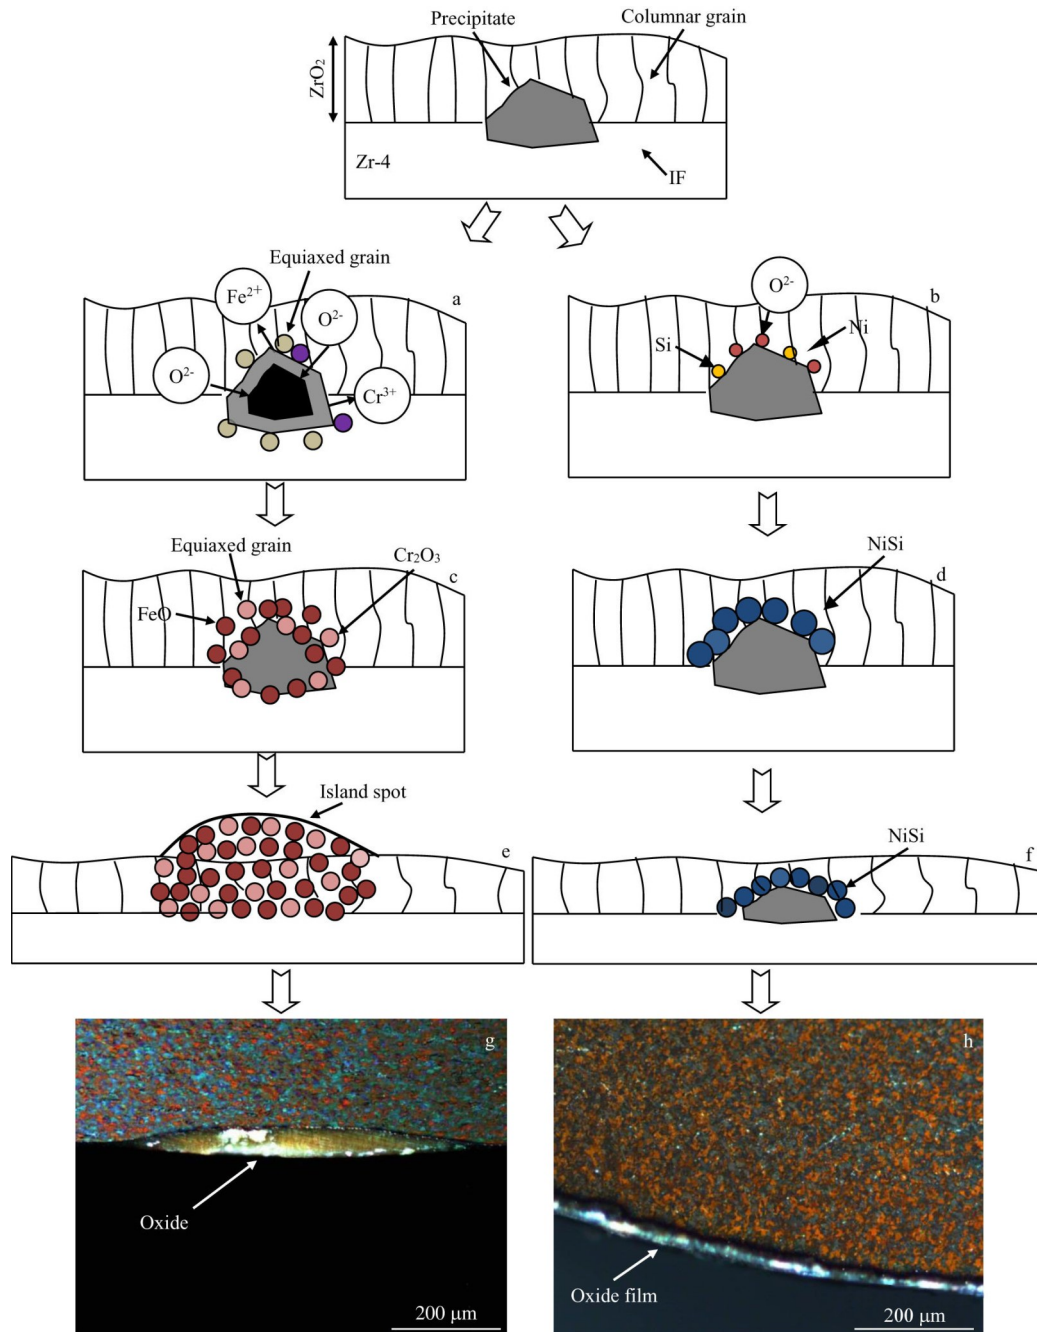 Precipitate
Columnar grain
ZrO₂
Zr-4
IF
Equiaxed grain
a
Fe²⁺
O²⁻
O²⁻
Cr³⁺
b
O²⁻
Si
Ni
Equiaxed grain
Cr₂O₃
c
FeO
NiSi
d
Island spot
e
NiSi
f
g
Oxide
200 μm
h
Oxide film
200 μm